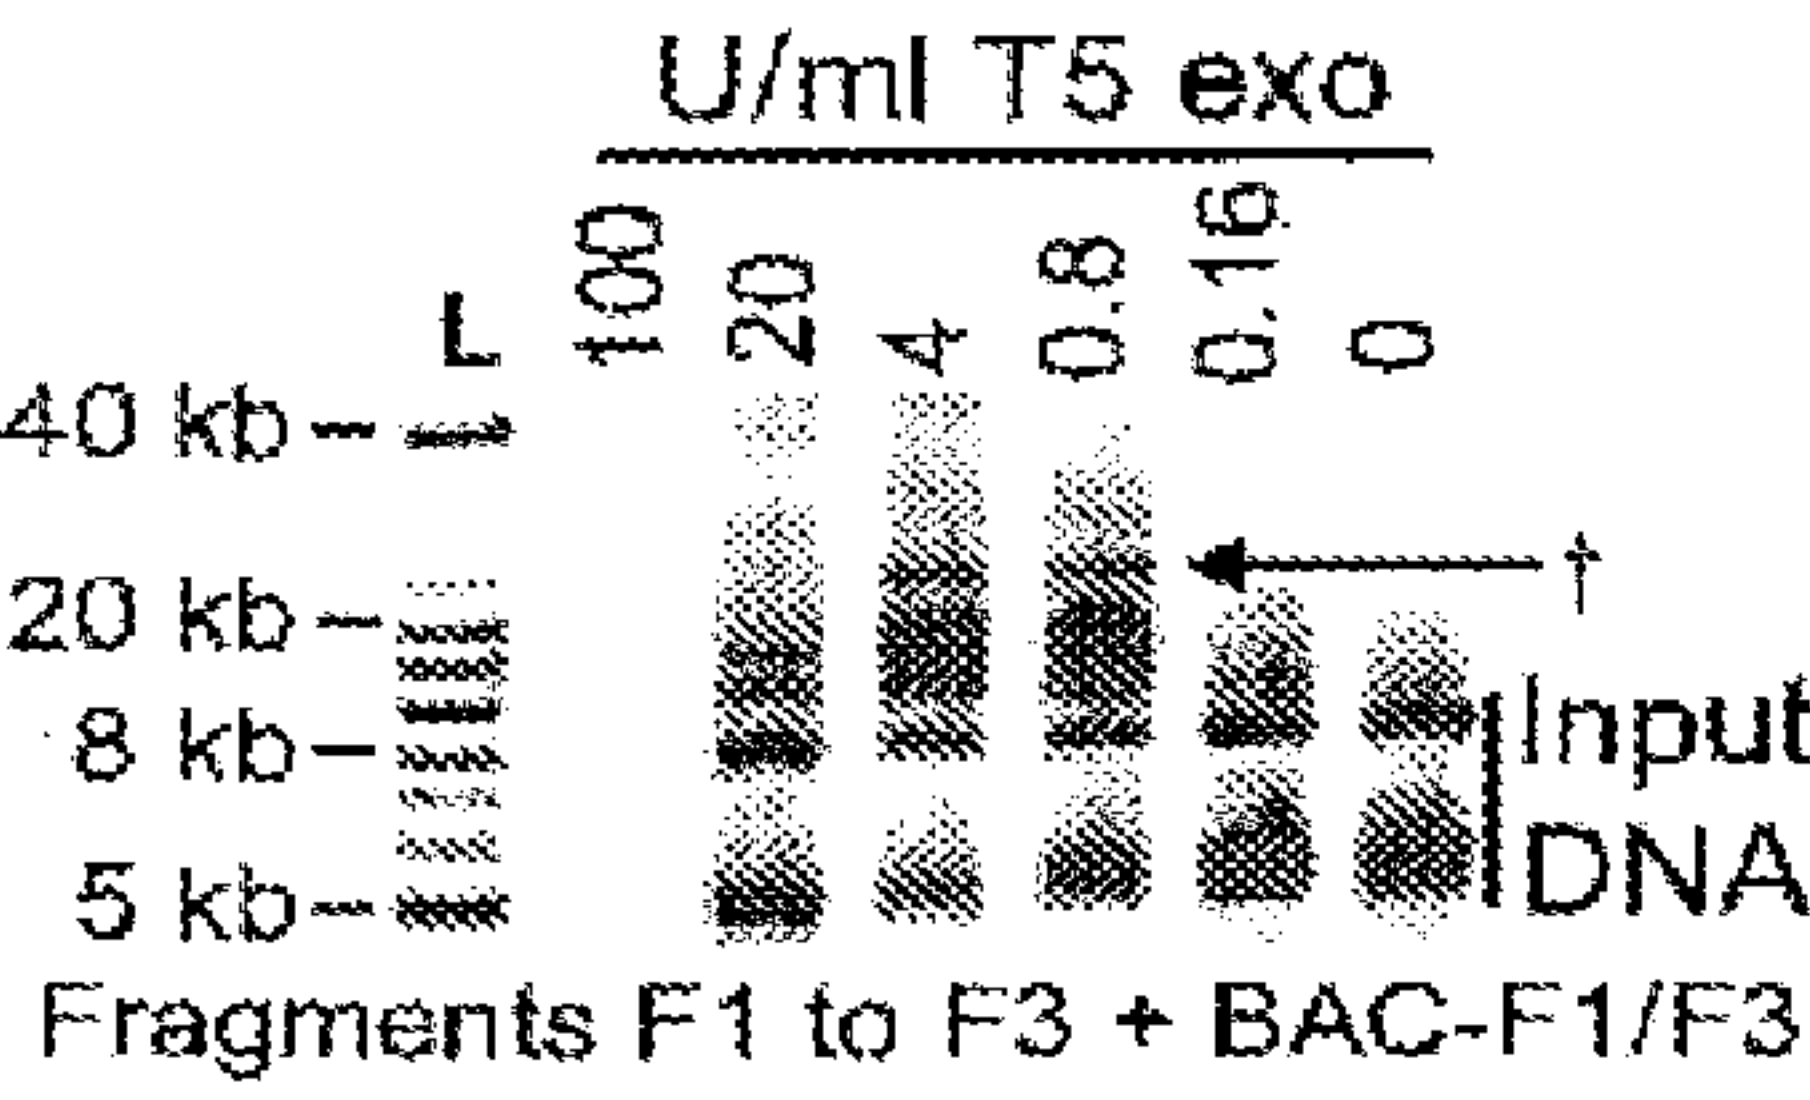 U/ml T5 exo
L 100 20 4 0.8 0.16 0
40 kb
20 kb
†
8 kb
Input
DNA
5 kb
Fragments F1 to F3 + BAC-F1/F3